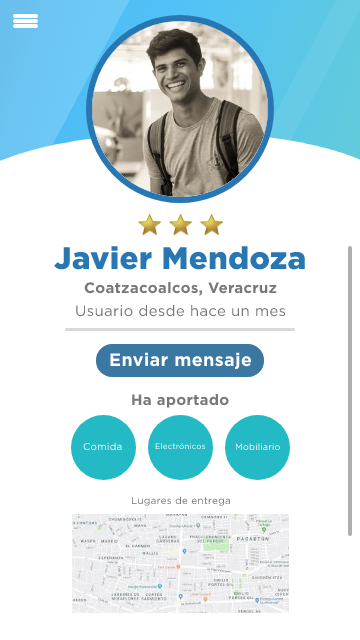 Javier Mendoza
Coatzacoalcos, Veracruz
Usuario desde hace un mes
Enviar mensaje
Ha aportado
Comida
Electrónicos
Mobiliario
Lugares de entrega